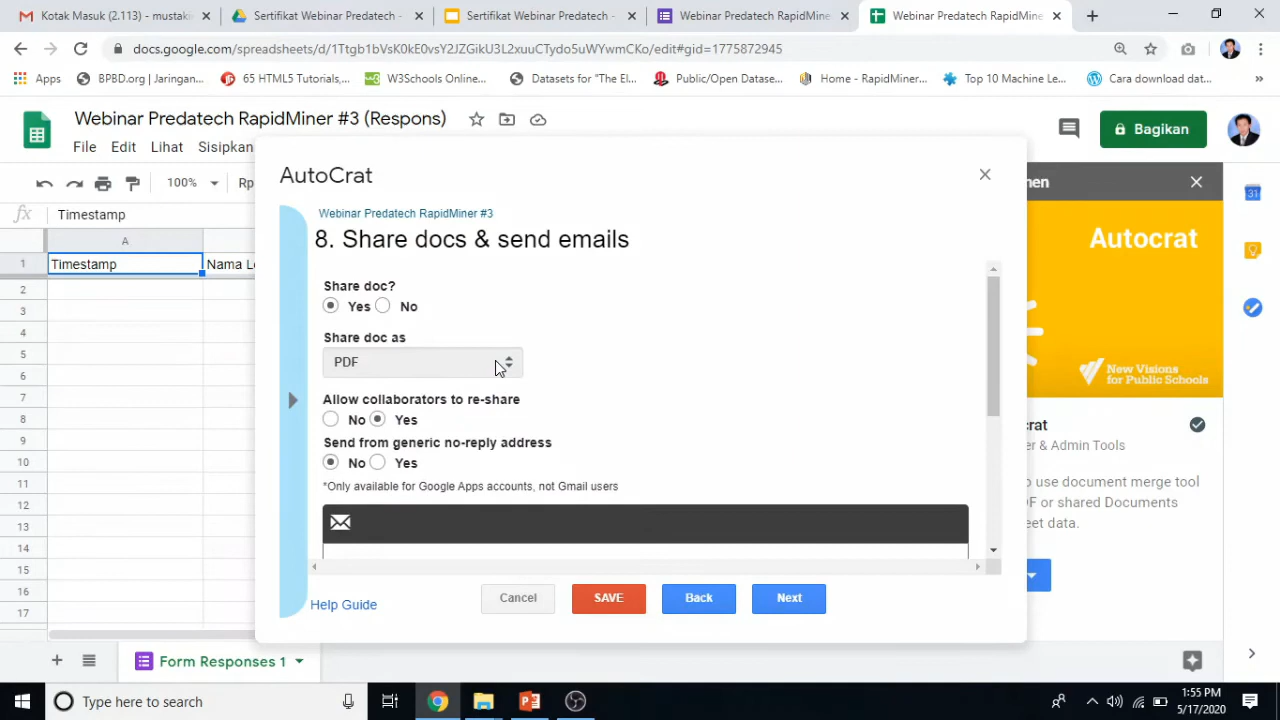 Kotak Masuk (2.113) - mustaki
Sertifikat Webinar Predatech
Sertifikat Webinar Predatech -
Webinar Predatech RapidMine
Webinar Predatech RapidMine
docs.google.com/spreadsheets/d/1Ttgb1bVsK0kE0vsY2JZGikU3L2xuuCTydo5uWYwmCKo/edit#gid=1775872945
Apps
BPBD.org | Jaringan...
65 HTML5 Tutorials,...
W3Schools Online...
Datasets for "The El...
Public/Open Datase...
Home - RapidMiner...
Top 10 Machine Le...
Cara download dat...
»
Webinar Predatech RapidMiner #3 (Respons)
Bagikan
File Edit Lihat Sisipkan
100%
Rp
fx Timestamp
A
1 Timestamp
Nama Le
2
3
4
5
6
7
8
9
10
11
12
13
14
15
16
17
AutoCrat
Webinar Predatech RapidMiner #3
8. Share docs & send emails
Share doc?
Yes No
Share doc as
PDF
Allow collaborators to re-share
No Yes
Send from generic no-reply address
No Yes
*Only available for Google Apps accounts, not Gmail users
Help Guide
Cancel
SAVE
Back
Next
nen
Autocrat
New Visions
for Public Schools
crat
r & Admin Tools
o use document merge tool
DF or shared Documents
eet data.
31
Form Responses 1
Type here to search
1:55 PM
5/17/2020